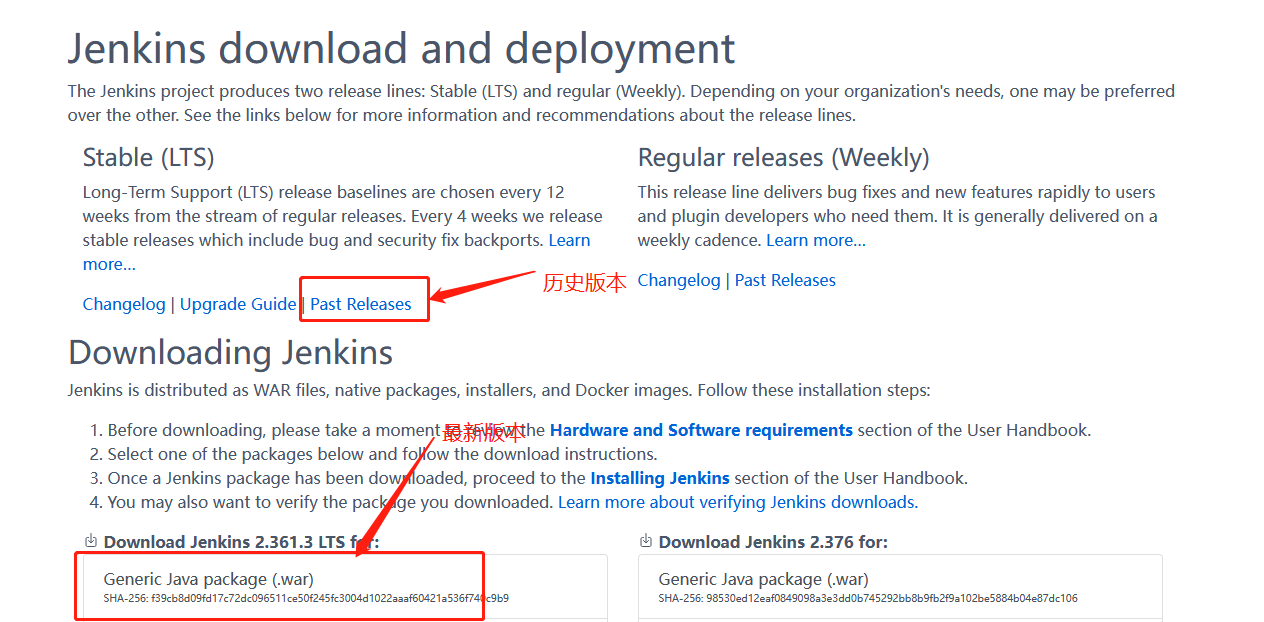 Jenkins download and deployment
The Jenkins project produces two release lines: Stable (LTS) and regular (Weekly). Depending on your organization's needs, one may be preferred
over the other. See the links below for more information and recommendations about the release lines.
Stable (LTS)
Long-Term Support (LTS) release baselines are chosen every 12
weeks from the stream of regular releases. Every 4 weeks we release
stable releases which include bug and security fix backports. Learn
more...
Changelog | Upgrade Guide | Past Releases
历史版本
Regular releases (Weekly)
This release line delivers bug fixes and new features rapidly to users
and plugin developers who need them. It is generally delivered on a
weekly cadence. Learn more...
Changelog | Past Releases
Downloading Jenkins
Jenkins is distributed as WAR files, native packages, installers, and Docker images. Follow these installation steps:
1. Before downloading, please take a moment to review the Hardware and Software requirements section of the User Handbook.
最新版本
2. Select one of the packages below and follow the download instructions.
3. Once a Jenkins package has been downloaded, proceed to the Installing Jenkins section of the User Handbook.
4. You may also want to verify the package you downloaded. Learn more about verifying Jenkins downloads.
Download Jenkins 2.361.3 LTS for:
Generic Java package (.war)
SHA-256: f39cb8d09fd17c72dc096511ce50f245fc3004d1022aaaf60421a536f740c9b9
Download Jenkins 2.376 for:
Generic Java package (.war)
SHA-256: 98530ed12eaf0849098a3e3dd0b745292bb8b9fb2f9a102be5884b04e87dc106